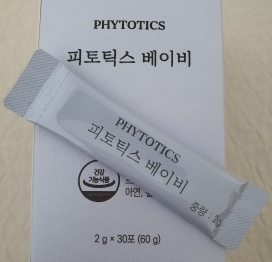 PHYTOTICS
피토틱스 베이비
PHYTOTICS
피토틱스 베이비
중량 : 2g
건강
기능식품
아연,
2 g × 30포 (60 g)